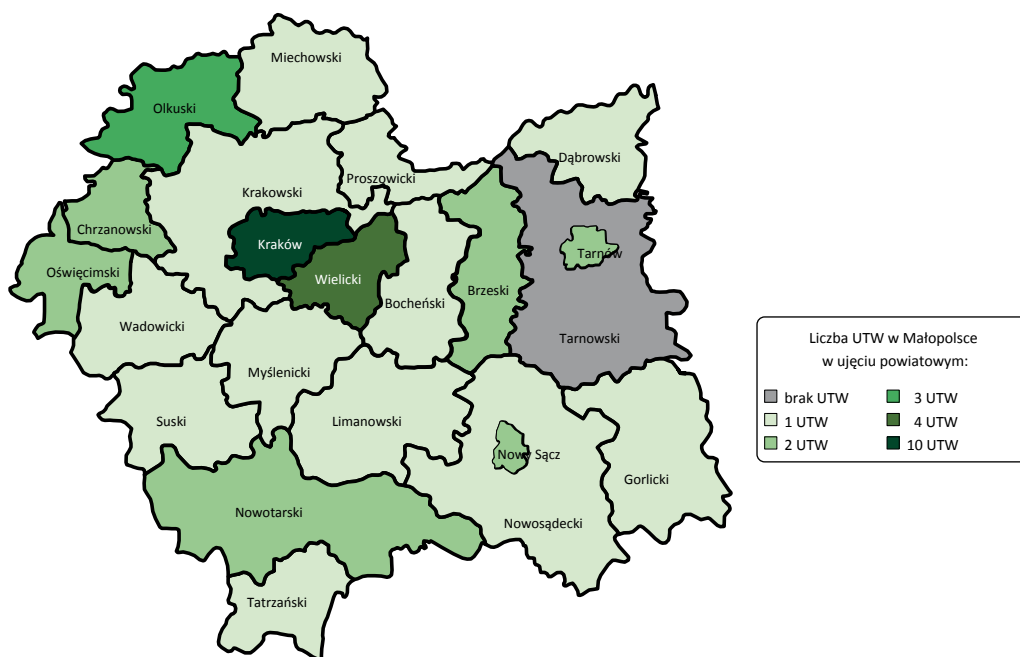 Miechowski
Olkuski
Dąbrowski
Proszowicki
Krakowski
Chrzanowski
Kraków
Tarnów
Oświęcimski
Wielicki
Brzeski
Bocheński
Wadowicki
Tarnowski
Myślenicki
Suski
Limanowski
Nowy Sącz
Gorlicki
Nowotarski
Nowosądecki
Tatrzański
Liczba UTW w Małopolsce
w ujęciu powiatowym:
brak UTW
1 UTW
2 UTW
3 UTW
4 UTW
10 UTW